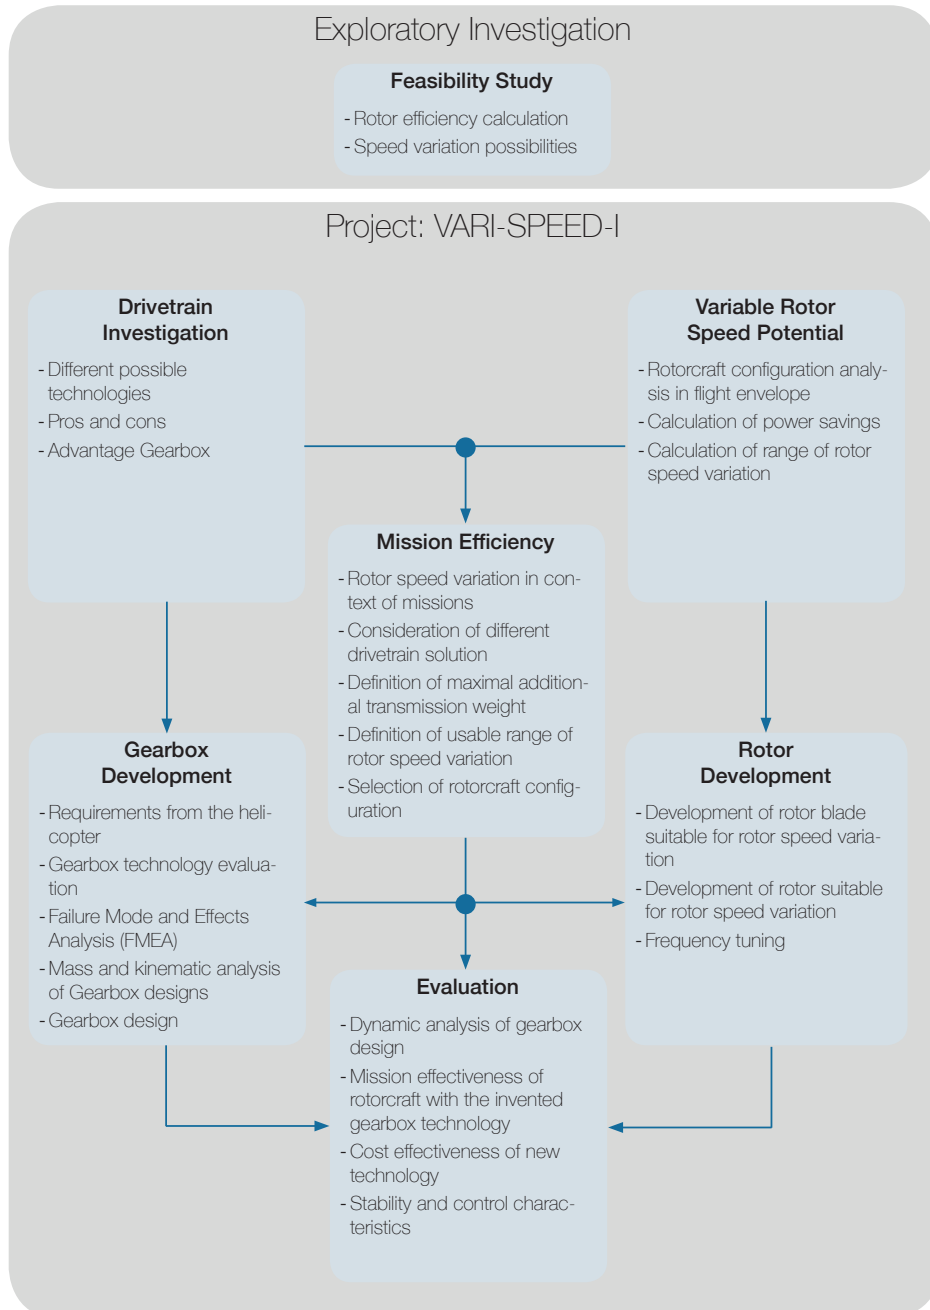 Exploratory Investigation
Feasibility Study
- Rotor efficiency calculation
- Speed variation possibilities
Project: VARI-SPEED-I
Drivetrain
Investigation
- Different possible
technologies
- Pros and cons
- Advantage Gearbox
Variable Rotor
Speed Potential
- Rotorcraft configuration analy-
sis in flight envelope
- Calculation of power savings
- Calculation of range of rotor
speed variation
Mission Efficiency
- Rotor speed variation in con-
text of missions
- Consideration of different
drivetrain solution
- Definition of maximal addition-
al transmission weight
- Definition of usable range of
rotor speed variation
- Selection of rotorcraft config-
uration
Gearbox
Development
- Requirements from the heli-
copter
- Gearbox technology evalua-
tion
- Failure Mode and Effects
Analysis (FMEA)
- Mass and kinematic analysis
of Gearbox designs
- Gearbox design
Rotor
Development
- Development of rotor blade
suitable for rotor speed varia-
tion
- Development of rotor suitable
for rotor speed variation
- Frequency tuning
Evaluation
- Dynamic analysis of gearbox
design
- Mission effectiveness of
rotorcraft with the invented
gearbox technology
- Cost effectiveness of new
technology
- Stability and control charac-
teristics